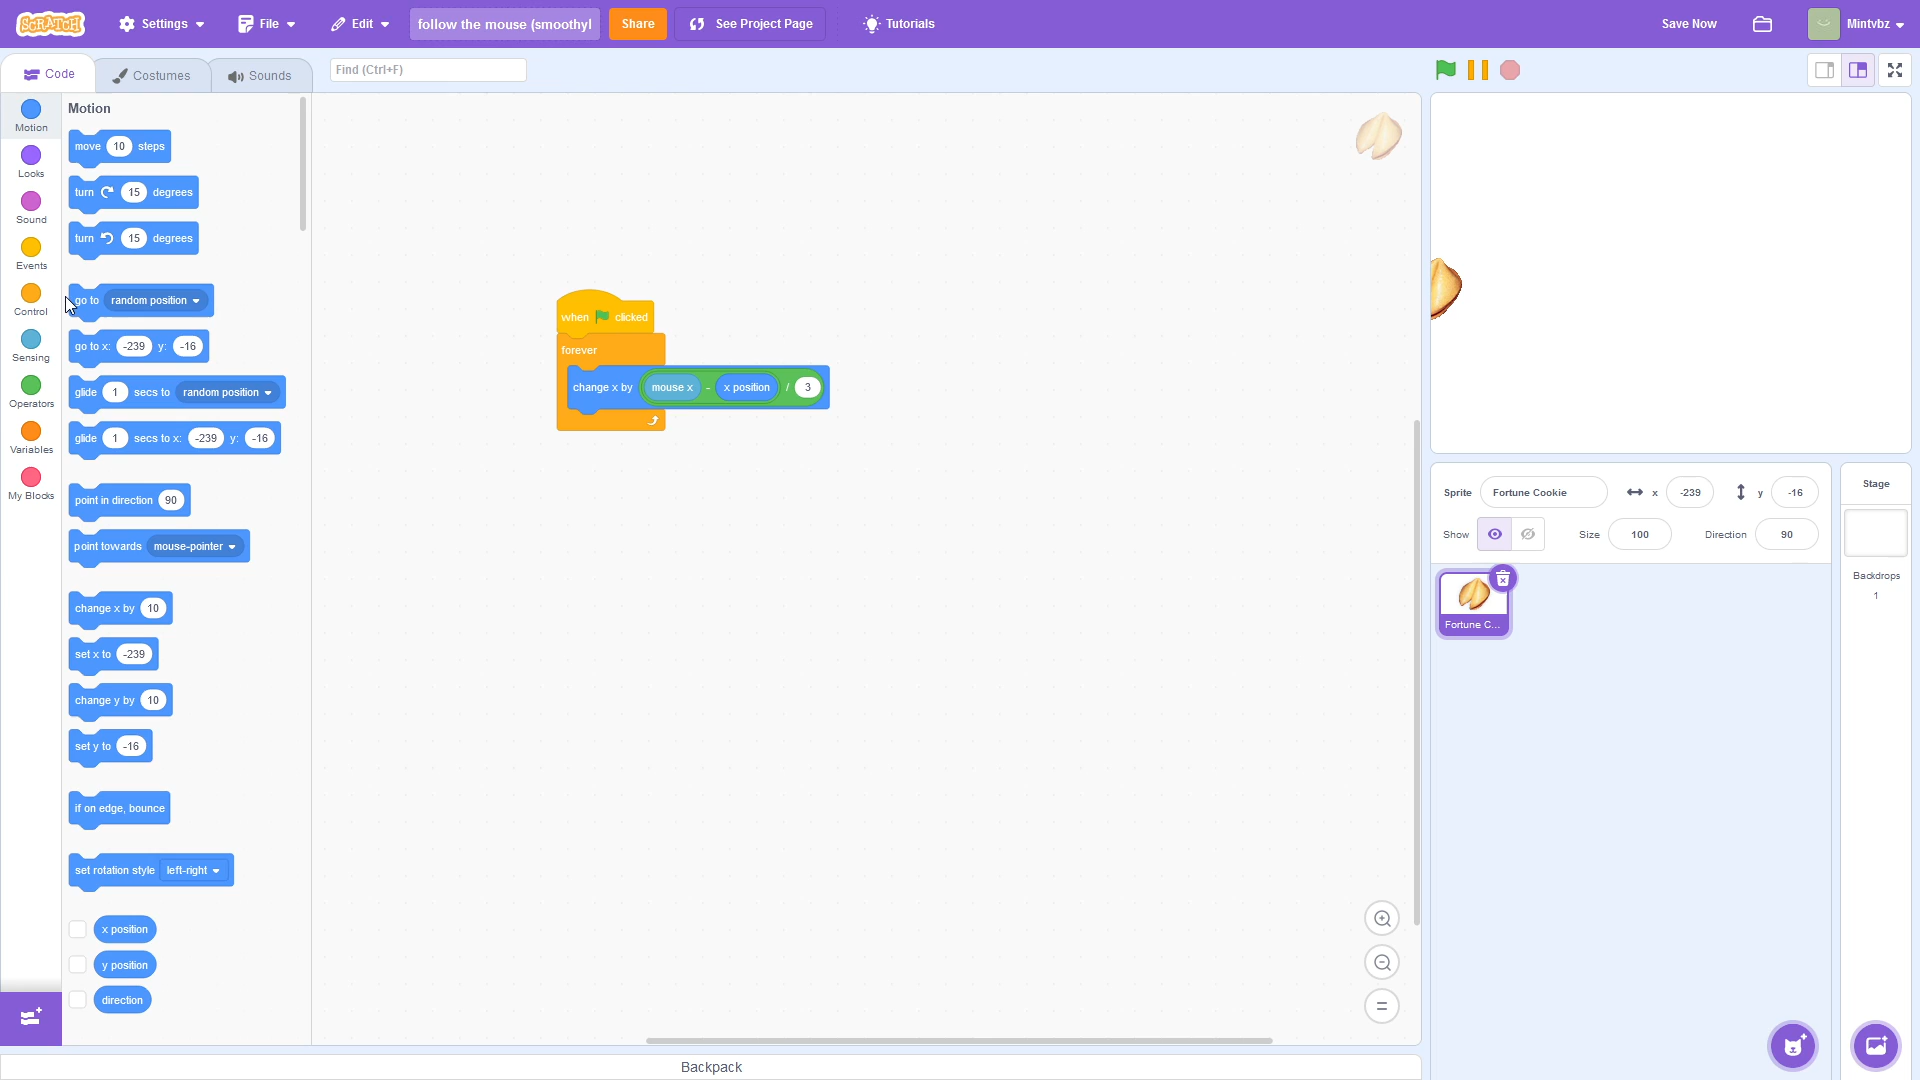 SCRATCH
Settings
File
Edit
follow the mouse (smoothyl
Share
See Project Page
Tutorials
Save Now
Mintvbz
Code
Costumes
Sounds
Find (Ctrl+F)
Motion
Looks
Sound
Events
Control
Sensing
Operators
Variables
My Blocks
Motion
move 10 steps
turn 15 degrees
turn 15 degrees
go to random position
go to x: -239 y: -16
glide 1 secs to random position
glide 1 secs to x: -239 y: -16
point in direction 90
point towards mouse-pointer
change x by 10
set x to -239
change y by 10
set y to -16
if on edge, bounce
set rotation style left-right
x position
y position
direction
when clicked
forever
change x by mouse x - x position / 3
Sprite Fortune Cookie x -239 y -16
Show Size 100 Direction 90
Fortune C...
Stage
Backdrops
1
Backpack